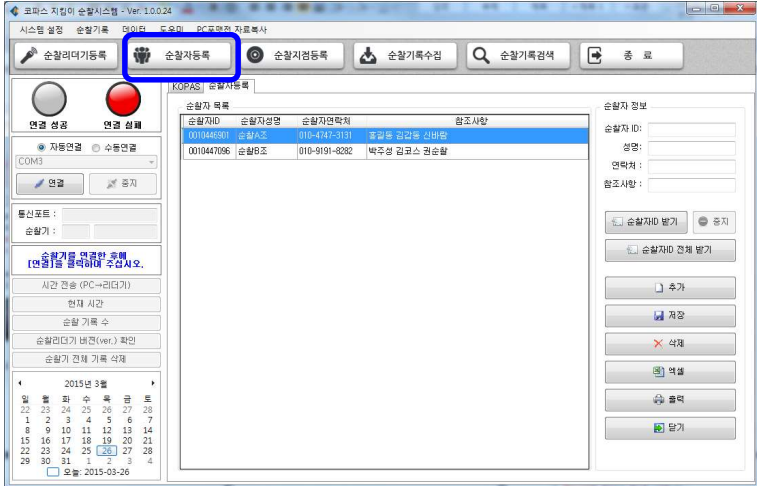 코파스 지킴이 순찰시스템 - Ver. 1.0.0.24
시스템 설정 순찰기록 데이터 도우미 PC포맷전 자료복사
순찰리더기등록 순찰자등록 순찰지점등록 순찰기록수집 순찰기록검색 종 료
KOPAS 순찰자등록
연결 성공 연결 실패
자동연결 수동연결
COM3
연결 중지
통신포트 :
순찰기 :
순찰기를 연결한 후에
[연결]을 클릭하여 주십시오.
시간 전송 (PC→리더기)
현재 시간
순찰 기록 수
순찰리더기 버젼(ver.) 확인
순찰기 전체 기록 삭제
2015년 3월
일 월 화 수 목 금 토
22 23 24 25 26 27 28
1 2 3 4 5 6 7
8 9 10 11 12 13 14
15 16 17 18 19 20 21
22 23 24 25 26 27 28
29 30 31 1 2 3 4
오늘: 2015-03-26
순찰자 목록
순찰자ID 순찰자성명 순찰자연락처 참조사항
0010446901 순찰A조 010-4747-3131 홍길동 김갑동 신바람
0010447096 순찰B조 010-9191-8282 박주성 김코스 권순찰
순찰자 정보
순찰자 ID:
성명:
연락처 :
참조사항 :
순찰자ID 받기 중지
순찰자ID 전체 받기
추가
저장
삭제
엑셀
출력
닫기